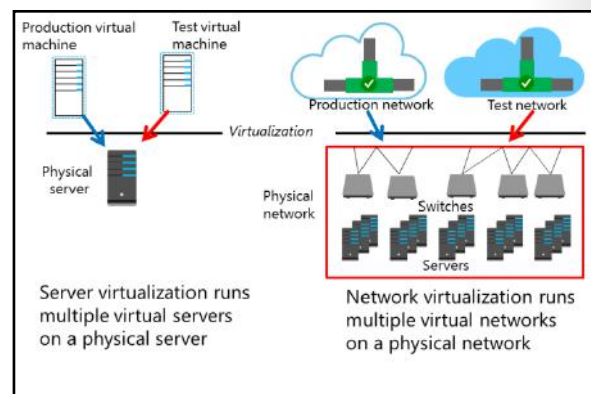 Production virtual
machine
Test virtual
machine
Production network
Test network
Virtualization
Physical
server
Physical
network
Switches
Servers
Server virtualization runs
multiple virtual servers
on a physical server
Network virtualization runs
multiple virtual networks
on a physical network